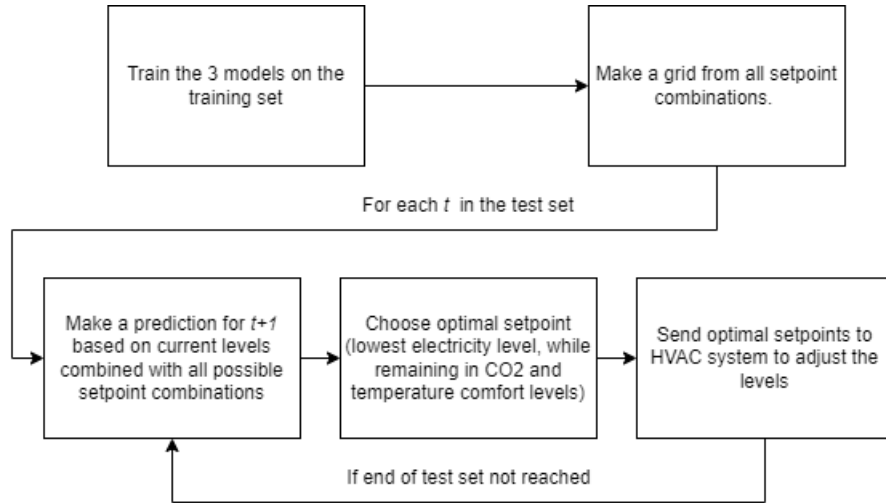 Train the 3 models on the
training set
Make a grid from all setpoint
combinations.
For each t in the test set
Make a prediction for t+1
based on current levels
combined with all possible
setpoint combinations
Choose optimal setpoint
(lowest electricity level, while
remaining in CO2 and
temperature comfort levels)
Send optimal setpoints to
HVAC system to adjust the
levels
If end of test set not reached